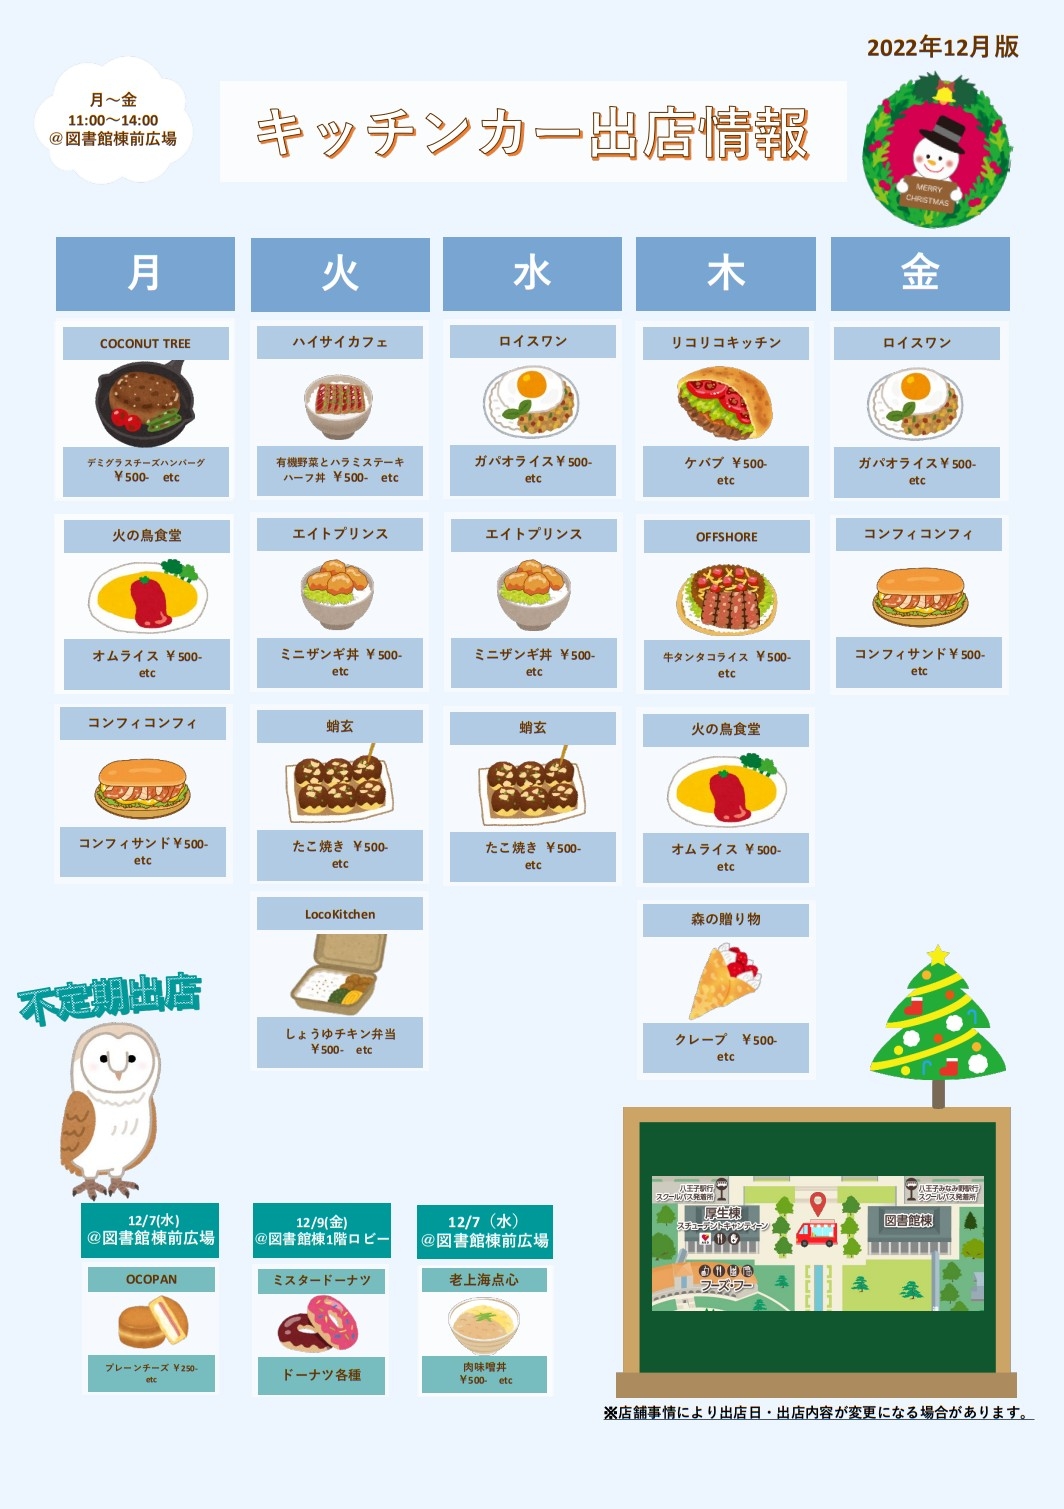 2022年12月版
月～金
11:00～14:00
@図書館棟前広場
キッチンカー出店情報
MERRY
CHRISTMAS
月
COCONUT TREE
デミグラスチーズハンバーグ
￥500-　etc
火の鳥食堂
オムライス ￥500-
etc
コンフィコンフィ
コンフィサンド￥500-
etc
火
ハイサイカフェ
有機野菜とハラミステーキ
ハーフ丼 ￥500-　etc
エイトプリンス
ミニザンギ丼 ￥500-
etc
蛸玄
たこ焼き ￥500-
etc
LocoKitchen
しょうゆチキン弁当
￥500-　etc
水
ロイスワン
ガパオライス￥500-
etc
エイトプリンス
ミニザンギ丼 ￥500-
etc
蛸玄
たこ焼き ￥500-
etc
木
リコリコキッチン
ケバブ ￥500-
etc
OFFSHORE
牛タンタコライス ￥500-
etc
火の鳥食堂
オムライス ￥500-
etc
森の贈り物
クレープ　￥500-
etc
金
ロイスワン
ガパオライス￥500-
etc
コンフィコンフィ
コンフィサンド￥500-
etc
不定期出店
12/7(水)
@図書館棟前広場
OCOPAN
プレーンチーズ ￥250-
etc
12/9(金)
@図書館棟1階ロビー
ミスタードーナツ
ドーナツ各種
12/7（水）
@図書館棟前広場
老上海点心
肉味噌丼
￥500-　etc
八王子駅行
スクールバス発着所
八王子みなみ野駅行
スクールバス発着所
厚生棟
スチューデントキャンティーン
図書館棟
フーズ・フー
※店舗事情により出店日・出店内容が変更になる場合があります。